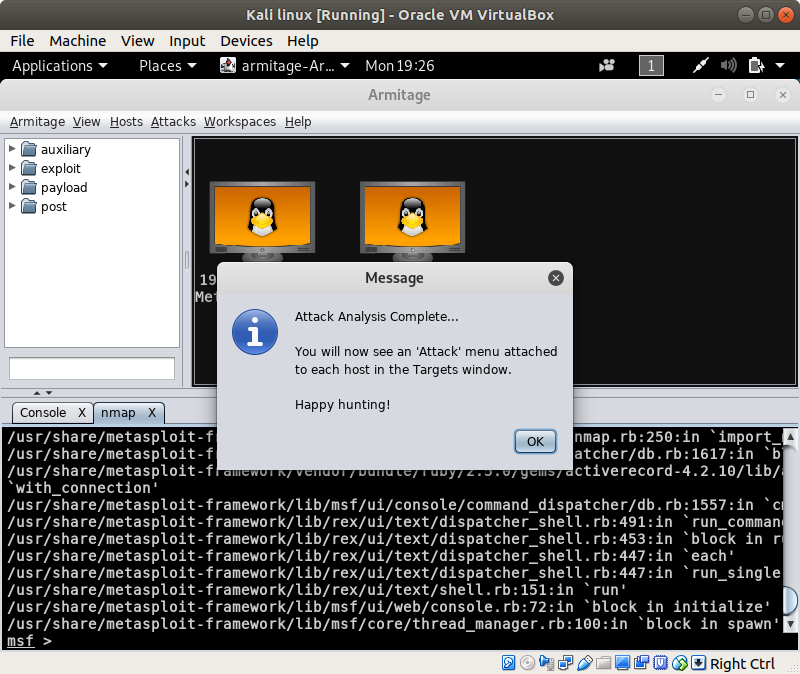 Kali linux [Running] - Oracle VM VirtualBox
File Machine View Input Devices Help
Applications Places armitage-Ar... Mon 19:26 1
Armitage
Armitage View Hosts Attacks Workspaces Help
auxiliary
exploit
payload
post
19
Met
Message
Attack Analysis Complete...
You will now see an 'Attack' menu attached
to each host in the Targets window.
Happy hunting!
OK
Console X nmap X
/usr/share/metasploit-fr nmap.rb:250:in `import_
/usr/share/metasploit-fr atcher/db.rb:1617:in `b
/usr/share/metasploit-framework/vendor/bundle/ruby/2.5.0/gems/activerecord-4.2.10/lib/a
`with_connection'
/usr/share/metasploit-framework/lib/msf/ui/console/command_dispatcher/db.rb:1557:in `c
/usr/share/metasploit-framework/lib/rex/ui/text/dispatcher_shell.rb:491:in `run_comman
/usr/share/metasploit-framework/lib/rex/ui/text/dispatcher_shell.rb:453:in `block in r
/usr/share/metasploit-framework/lib/rex/ui/text/dispatcher_shell.rb:447:in `each'
/usr/share/metasploit-framework/lib/rex/ui/text/dispatcher_shell.rb:447:in `run_single
/usr/share/metasploit-framework/lib/rex/ui/text/shell.rb:151:in `run'
/usr/share/metasploit-framework/lib/msf/ui/web/console.rb:72:in `block in initialize'
/usr/share/metasploit-framework/lib/msf/core/thread_manager.rb:100:in `block in spawn'
msf >
Right Ctrl